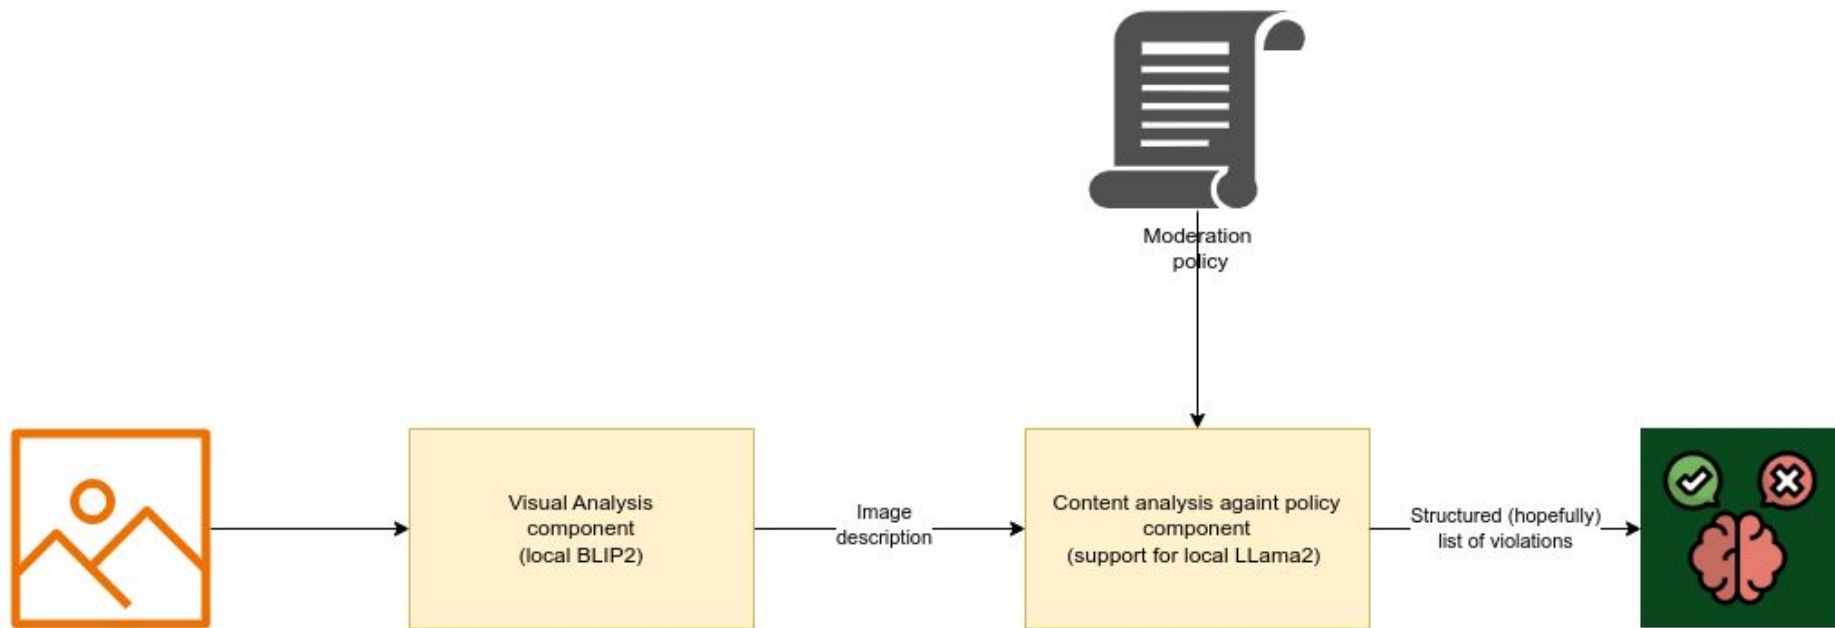 Moderation
policy
Visual Analysis
component
(local BLIP2)
Image
description
Content analysis againt policy
component
(support for local LLama2)
Structured (hopefully)
list of violations